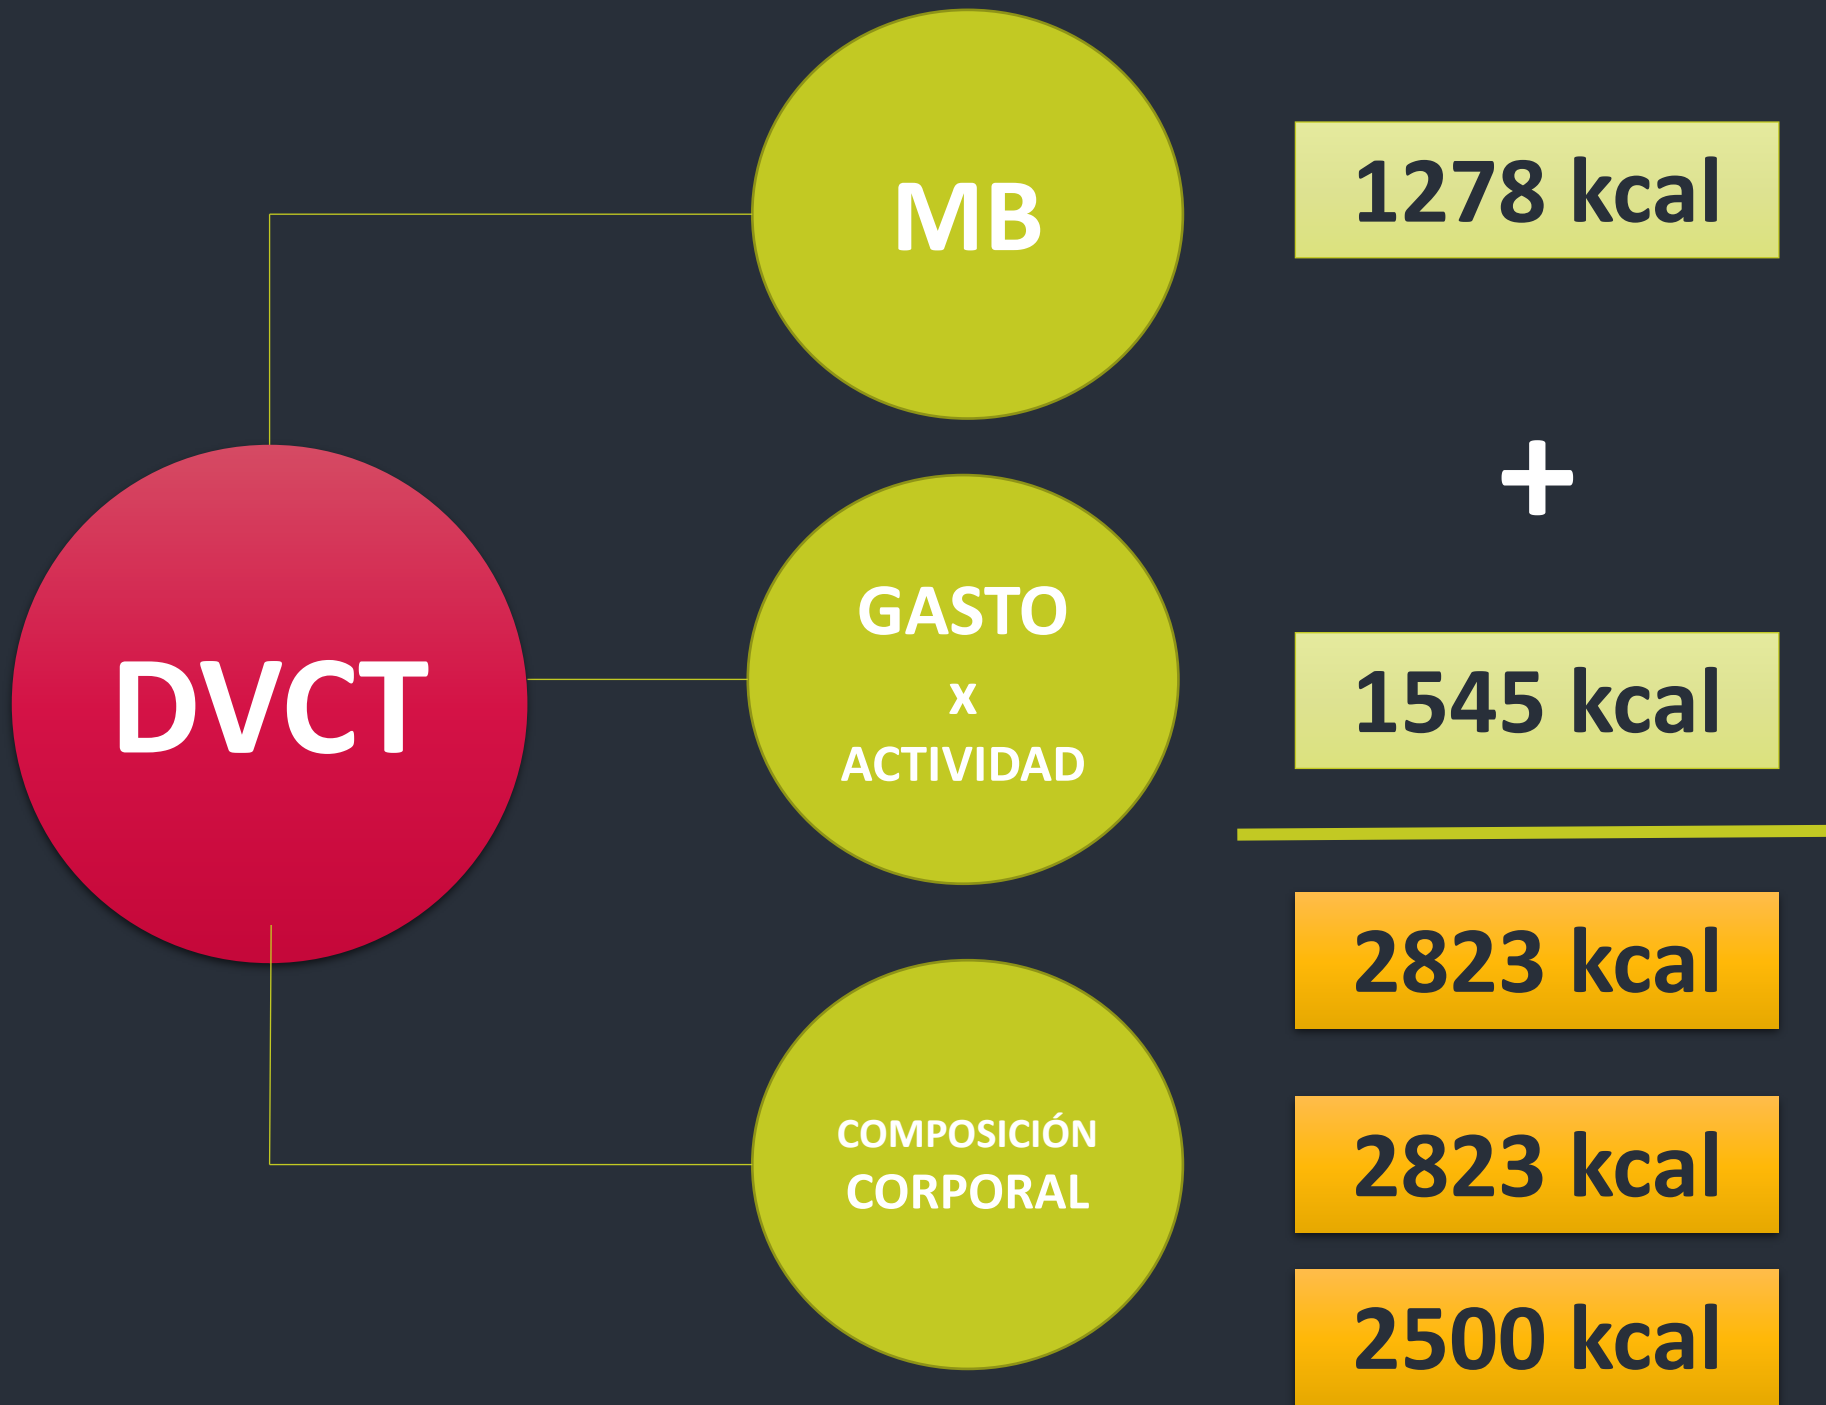 DVCT
MB
GASTO
x
ACTIVIDAD
COMPOSICIÓN
CORPORAL
1278 kcal
+
1545 kcal
2823 kcal
2823 kcal
2500 kcal